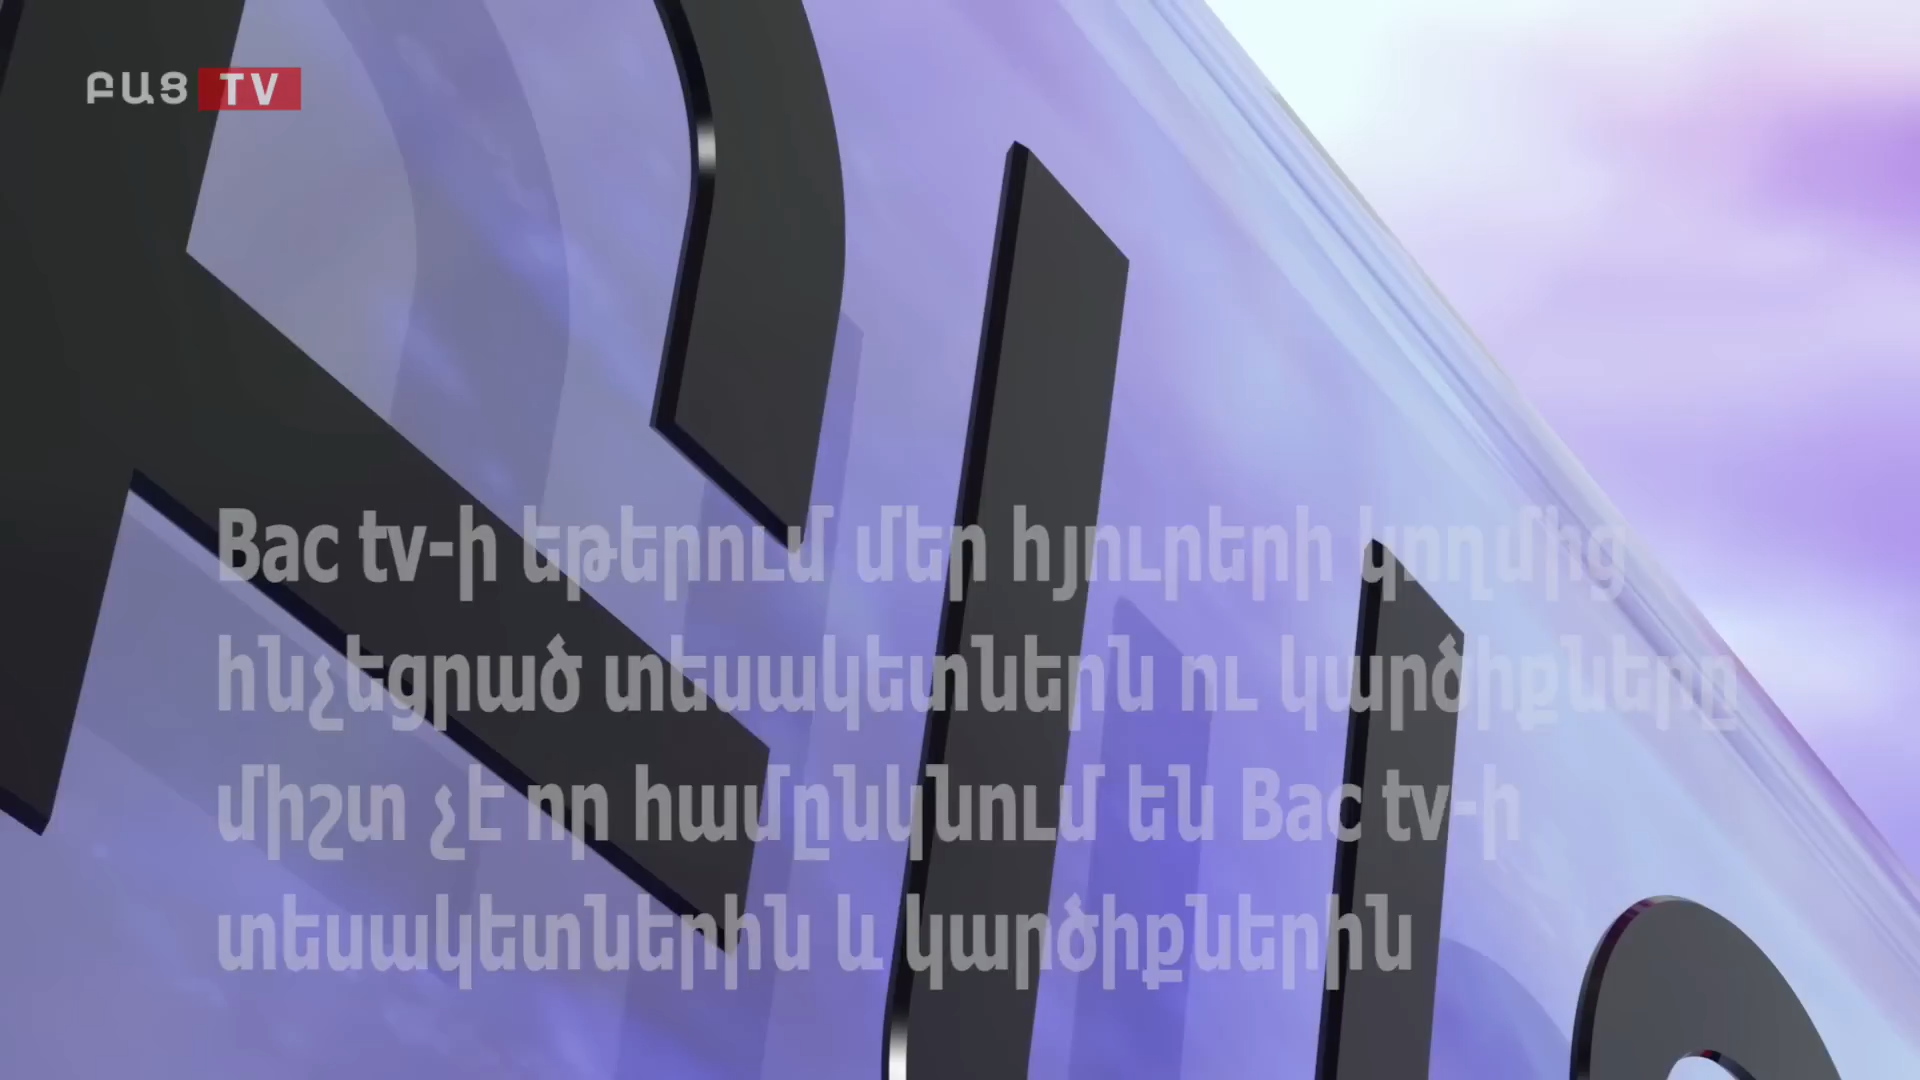 ԲԱՑ TV
Bac tv-ի եթերում մեր հյուրերի կողմից
հնչեցրած տեսակետներն ու կարծիքները
միշտ չէ որ համընկնում են Bac tv-ի
տեսակետներին և կարծիքներին